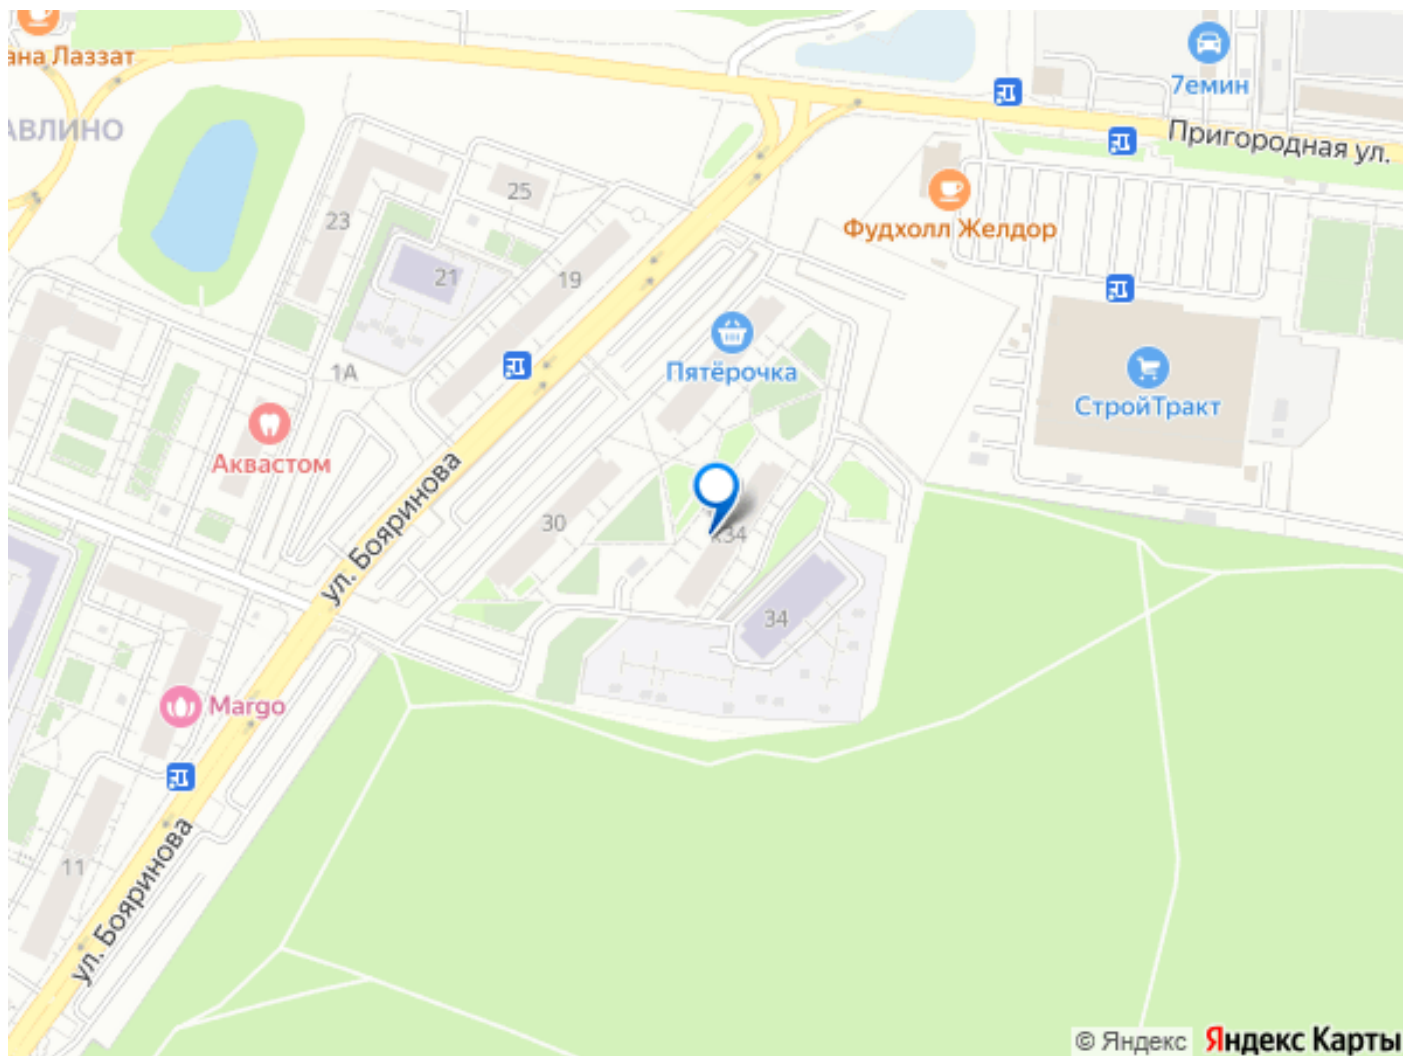 ана Лаззат
7емин
АВЛИНО
Пригородная ул.
25
23
Фудхолл Желдор
21
19
1А
Пятёрочка
СтройТракт
Аквастом
ул. Бояринова
30
к34
34
Margo
11
ул. Бояринова
© Яндекс Яндекс Карты